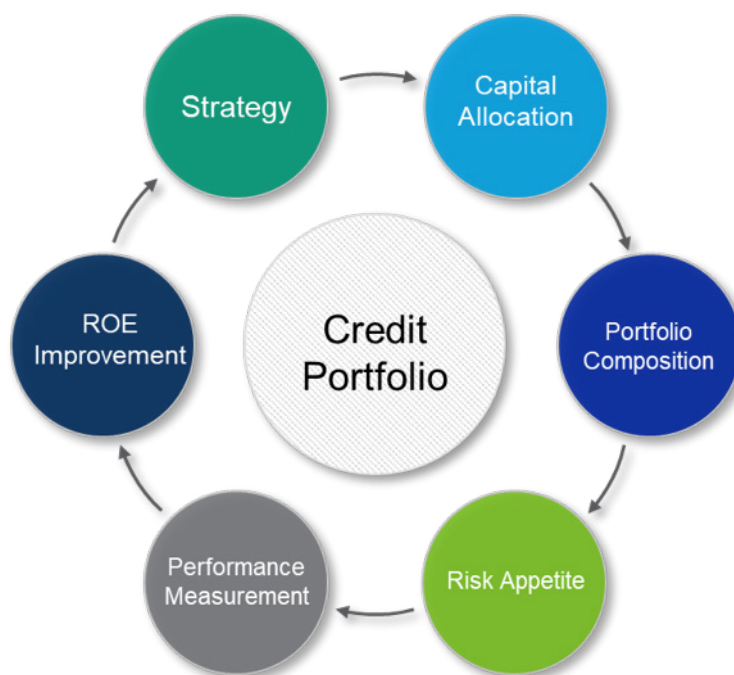 Strategy
Capital
Allocation
Portfolio
Composition
Risk Appetite
Performance
Measurement
ROE
Improvement
Credit
Portfolio